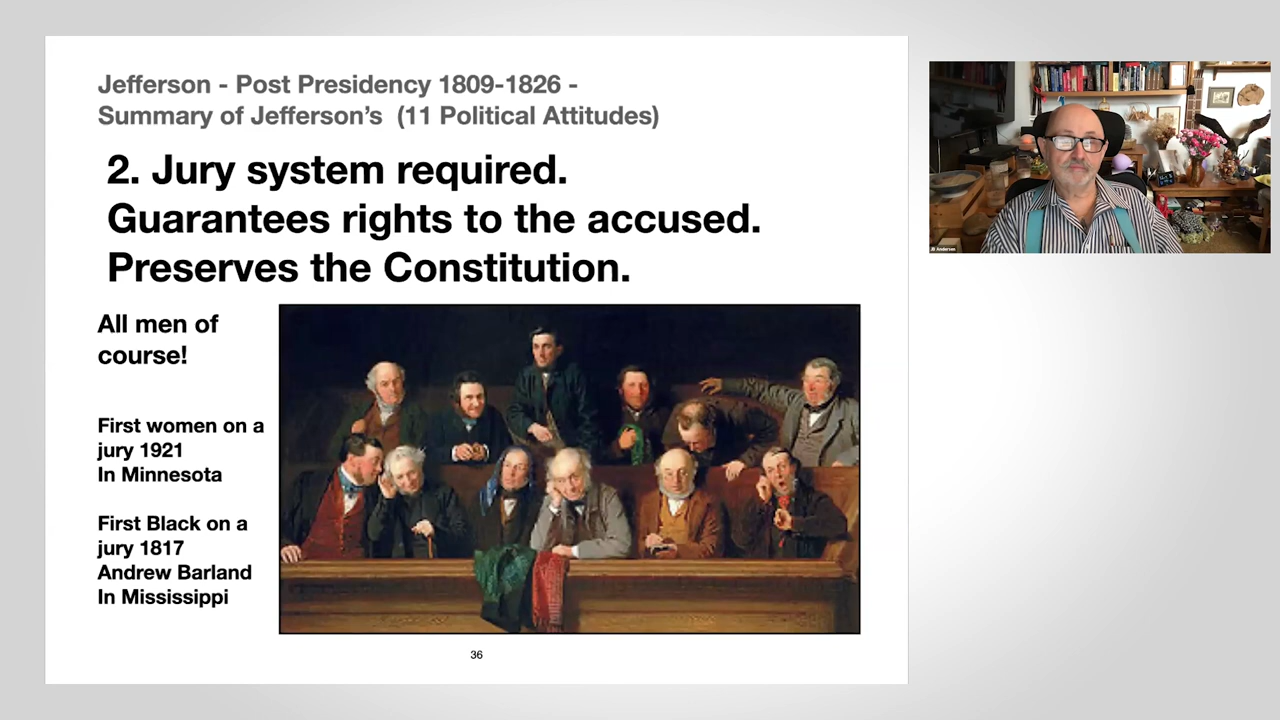 Jefferson - Post Presidency 1809-1826 -
Summary of Jefferson’s  (11 Political Attitudes)
2. Jury system required.
Guarantees rights to the accused.
Preserves the Constitution.
All men of
course!
First women on a
jury 1921
In Minnesota
First Black on a
jury 1817
Andrew Barland
In Mississippi
36